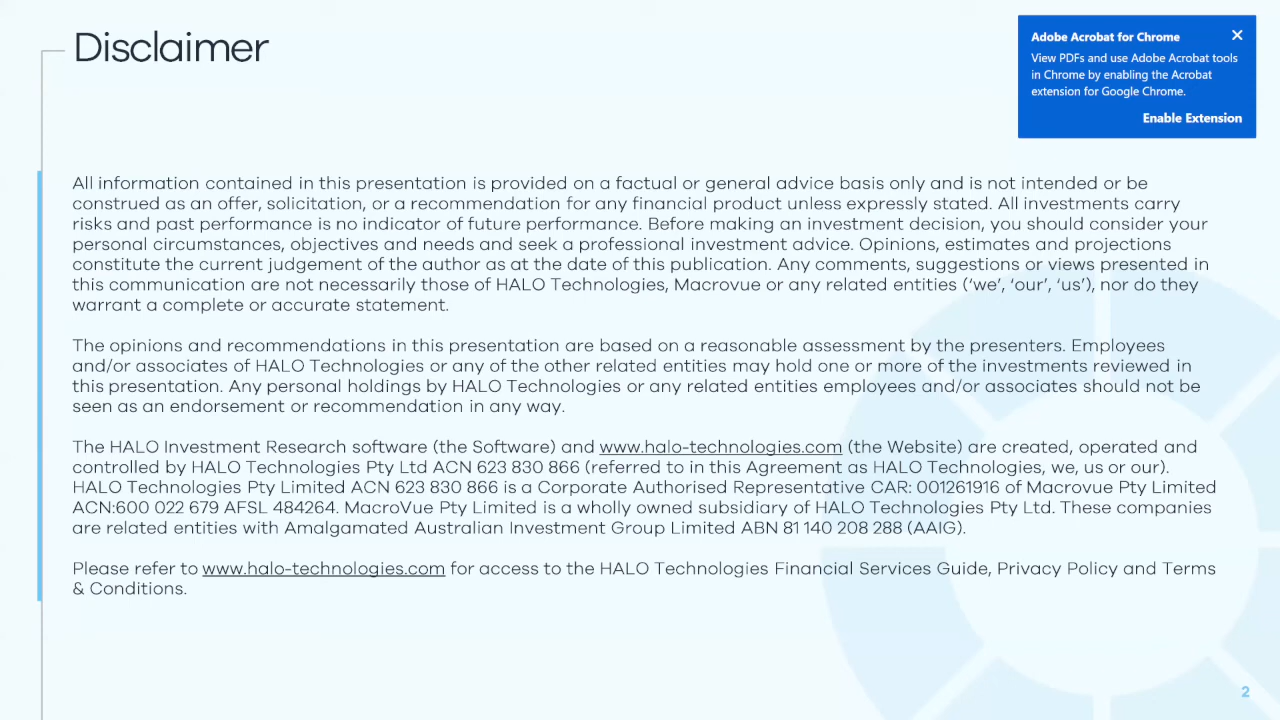 Disclaimer
Adobe Acrobat for Chrome
View PDFs and use Adobe Acrobat tools
in Chrome by enabling the Acrobat
extension for Google Chrome.
Enable Extension
All information contained in this presentation is provided on a factual or general advice basis only and is not intended or be
construed as an offer, solicitation, or a recommendation for any financial product unless expressly stated. All investments carry
risks and past performance is no indicator of future performance. Before making an investment decision, you should consider your
personal circumstances, objectives and needs and seek a professional investment advice. Opinions, estimates and projections
constitute the current judgement of the author as at the date of this publication. Any comments, suggestions or views presented in
this communication are not necessarily those of HALO Technologies, Macrovue or any related entities (‘we’, ‘our’, ‘us’), nor do they
warrant a complete or accurate statement.
The opinions and recommendations in this presentation are based on a reasonable assessment by the presenters. Employees
and/or associates of HALO Technologies or any of the other related entities may hold one or more of the investments reviewed in
this presentation. Any personal holdings by HALO Technologies or any related entities employees and/or associates should not be
seen as an endorsement or recommendation in any way.
The HALO Investment Research software (the Software) and www.halo-technologies.com (the Website) are created, operated and
controlled by HALO Technologies Pty Ltd ACN 623 830 866 (referred to in this Agreement as HALO Technologies, we, us or our).
HALO Technologies Pty Limited ACN 623 830 866 is a Corporate Authorised Representative CAR: 001261916 of Macrovue Pty Limited
ACN:600 022 679 AFSL 484264. MacroVue Pty Limited is a wholly owned subsidiary of HALO Technologies Pty Ltd. These companies
are related entities with Amalgamated Australian Investment Group Limited ABN 81 140 208 288 (AAIG).
Please refer to www.halo-technologies.com for access to the HALO Technologies Financial Services Guide, Privacy Policy and Terms
& Conditions.
2